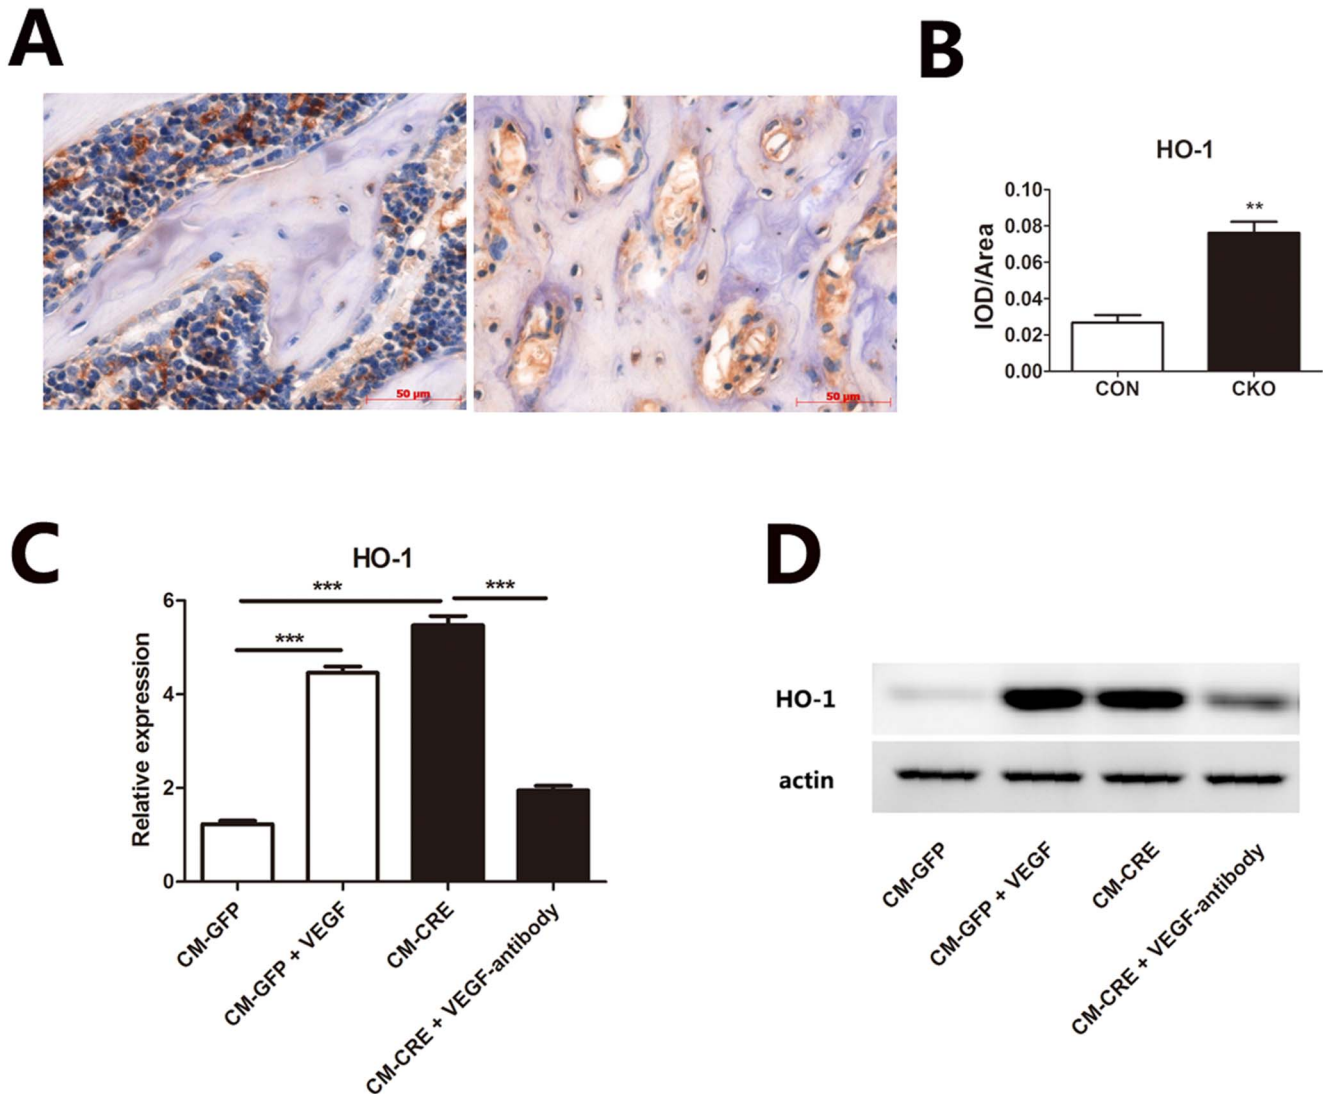 A
B
50 μm
50 μm
HO-1
IOD/Area
0.10
0.08
0.06
0.04
0.02
0.00
**
CON
CKO
C
D
HO-1
Relative expression
6
4
2
0
***
***
***
CM-GFP
CM-GFP + VEGF
CM-CRE
CM-CRE + VEGF-antibody
HO-1
actin
CM-GFP
CM-GFP + VEGF
CM-CRE
CM-CRE + VEGF-antibody